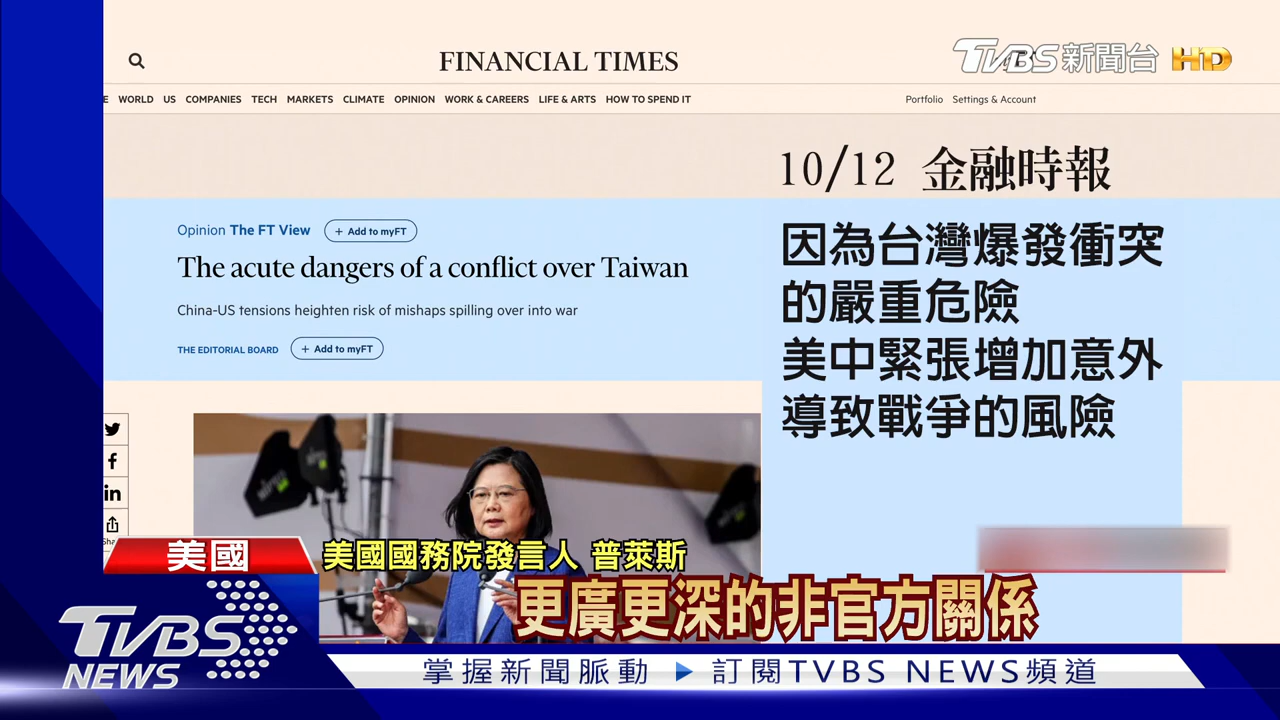 FINANCIAL TIMES
TVBS新聞台 HD
E WORLD US COMPANIES TECH MARKETS CLIMATE OPINION WORK & CAREERS LIFE & ARTS HOW TO SPEND IT
Portfolio Settings & Account
10/12 金融時報
Opinion The FT View + Add to myFT
The acute dangers of a conflict over Taiwan
China-US tensions heighten risk of mishaps spilling over into war
THE EDITORIAL BOARD + Add to myFT
因為台灣爆發衝突
的嚴重危險
美中緊張增加意外
導致戰爭的風險
美國
美國國務院發言人 普萊斯
更廣更深的非官方關係
TVBS
NEWS
掌握新聞脈動 訂閱TVBS NEWS頻道